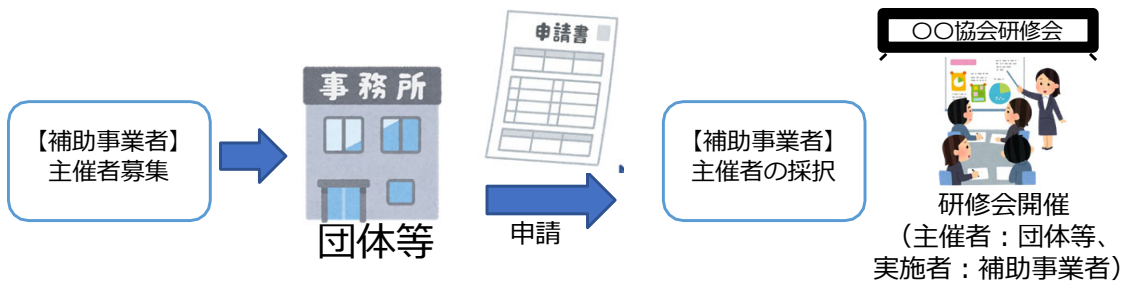 【補助事業者】
主催者募集
事務所
団体等
申請書
申請
【補助事業者】
主催者の採択
〇〇協会研修会
研修会開催
（主催者：団体等、
実施者：補助事業者）